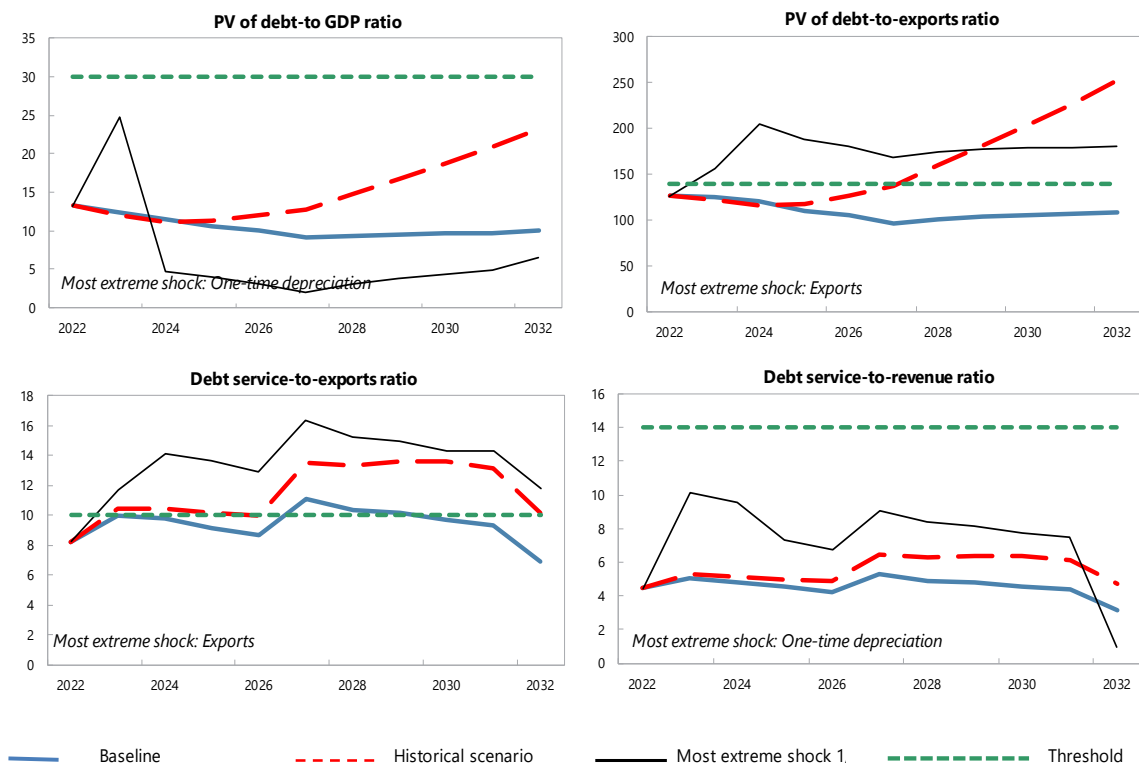 PV of debt-to GDP ratio
35
30
25
20
15
10
5
0
Most extreme shock: One-time depreciation
2022 2024 2026 2028 2030 2032
PV of debt-to-exports ratio
300
250
200
150
100
50
0
Most extreme shock: Exports
2022 2024 2026 2028 2030 2032
Debt service-to-exports ratio
18
16
14
12
10
8
6
4
2
0
Most extreme shock: Exports
2022 2024 2026 2028 2030 2032
Debt service-to-revenue ratio
16
14
12
10
8
6
4
2
0
Most extreme shock: One-time depreciation
2022 2024 2026 2028 2030 2032
Baseline Historical scenario Most extreme shock 1/ Threshold